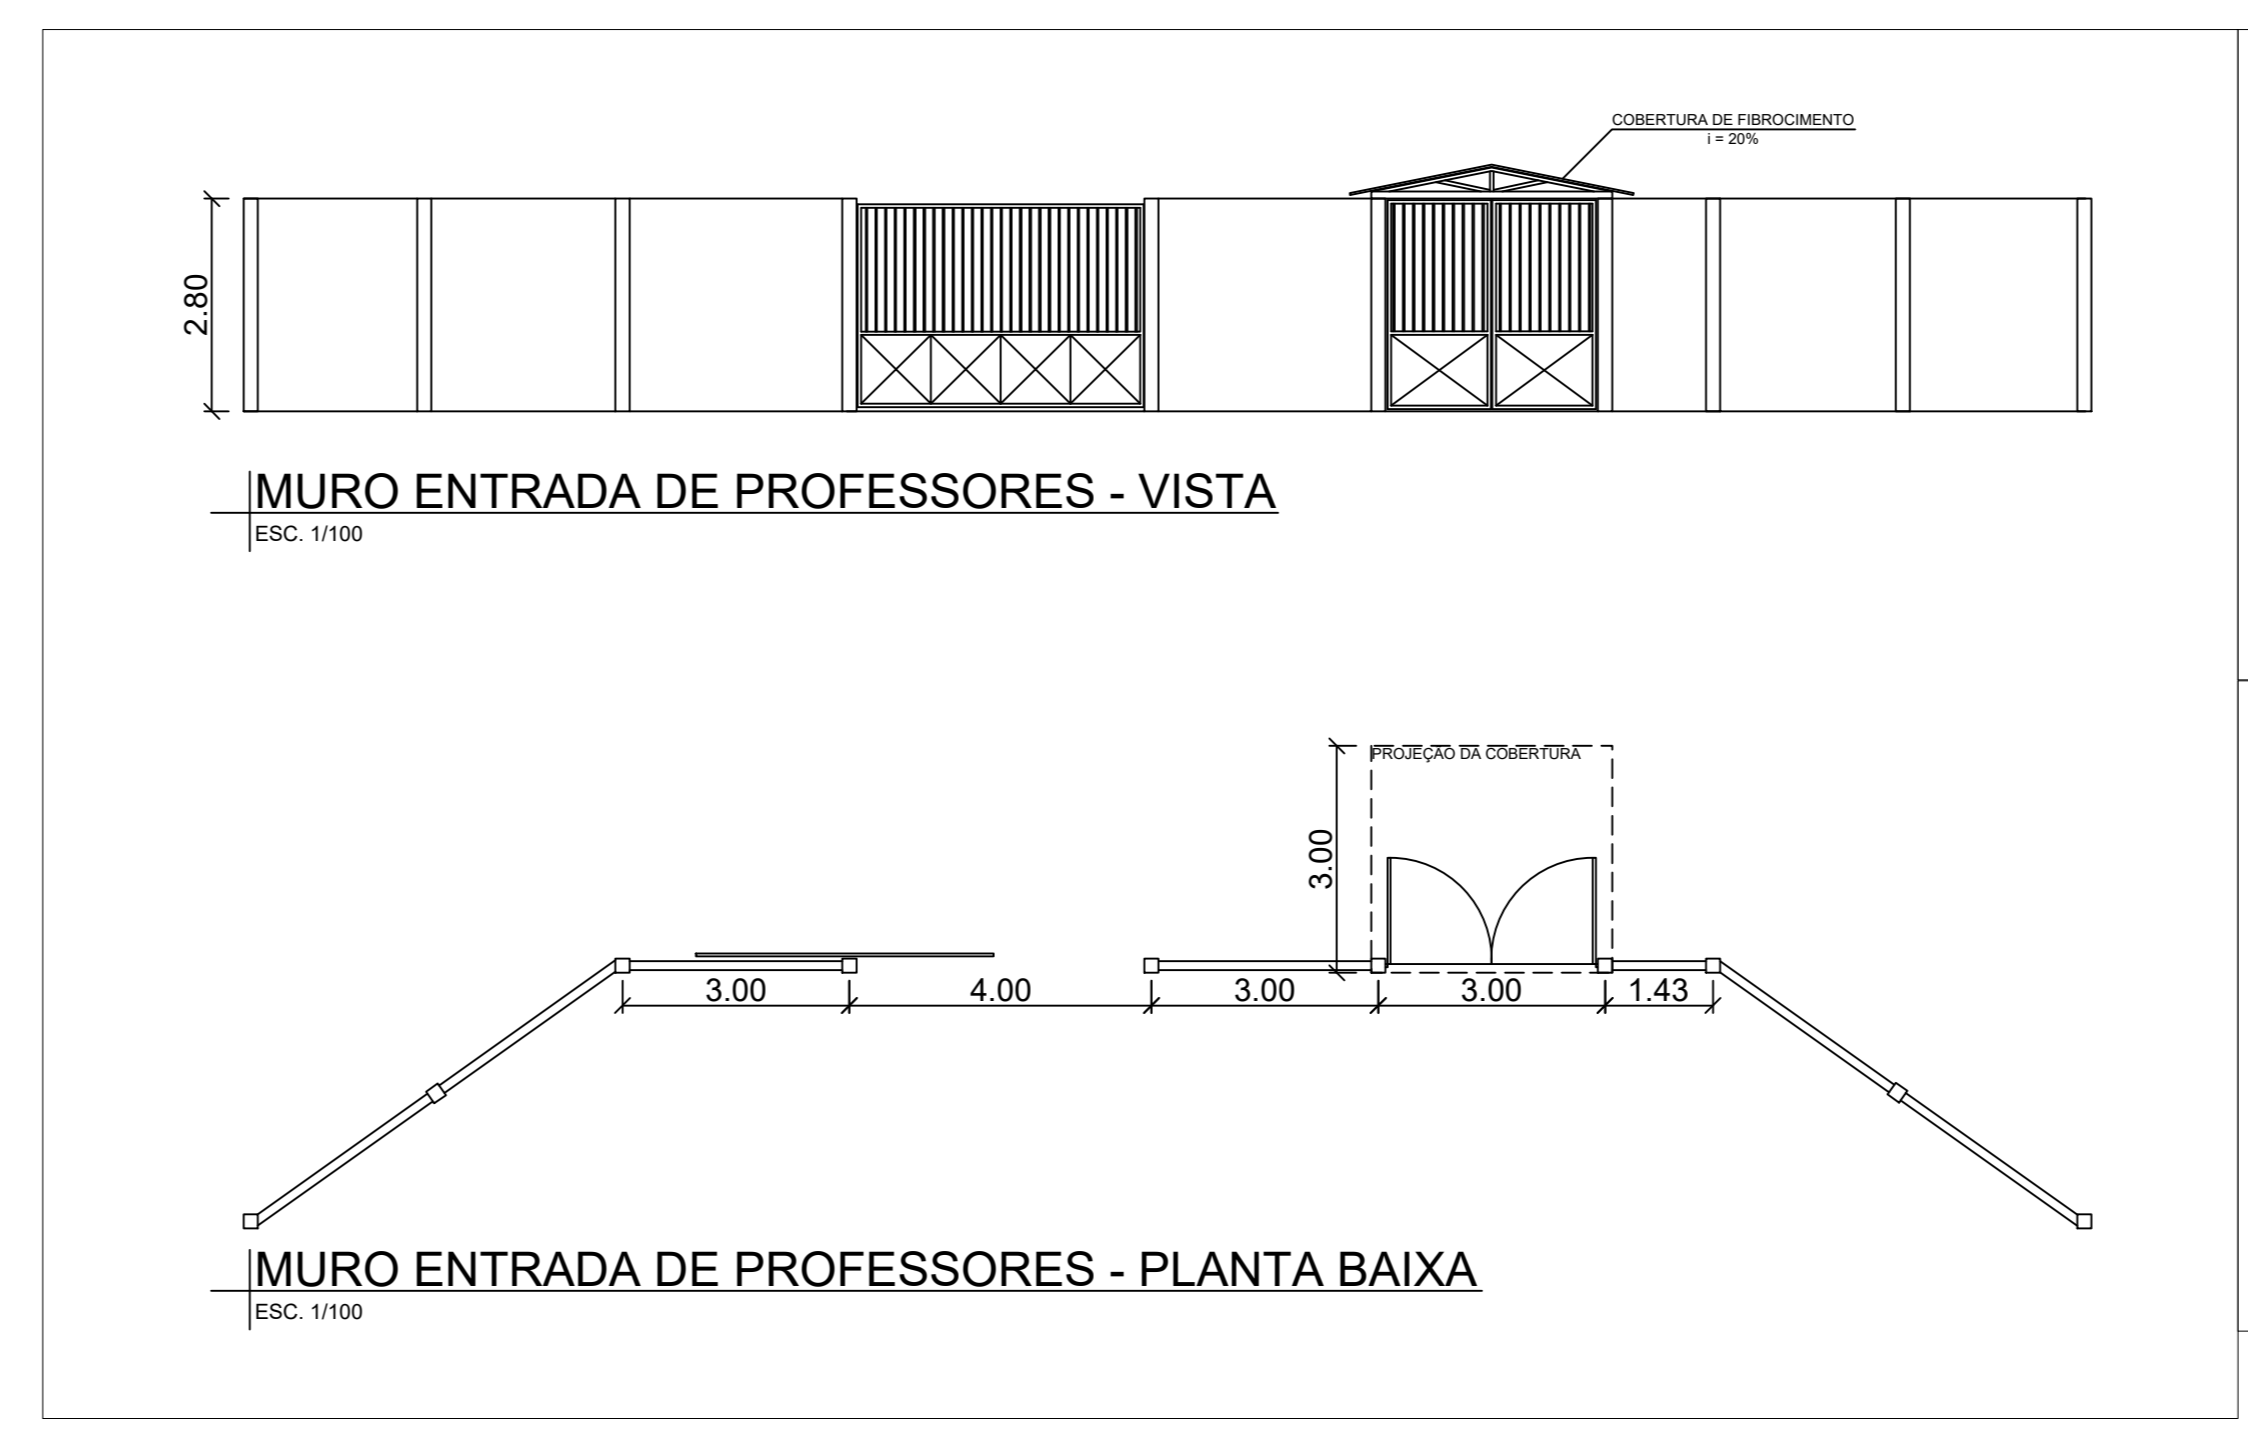 COBERTURA DE FIBROCIMENTO
i = 20%
2.80
MURO ENTRADA DE PROFESSORES - VISTA
ESC. 1/100
PROJEÇÃO DA COBERTURA
3.00
3.00
4.00
3.00
3.00
1.43
MURO ENTRADA DE PROFESSORES - PLANTA BAIXA
ESC. 1/100